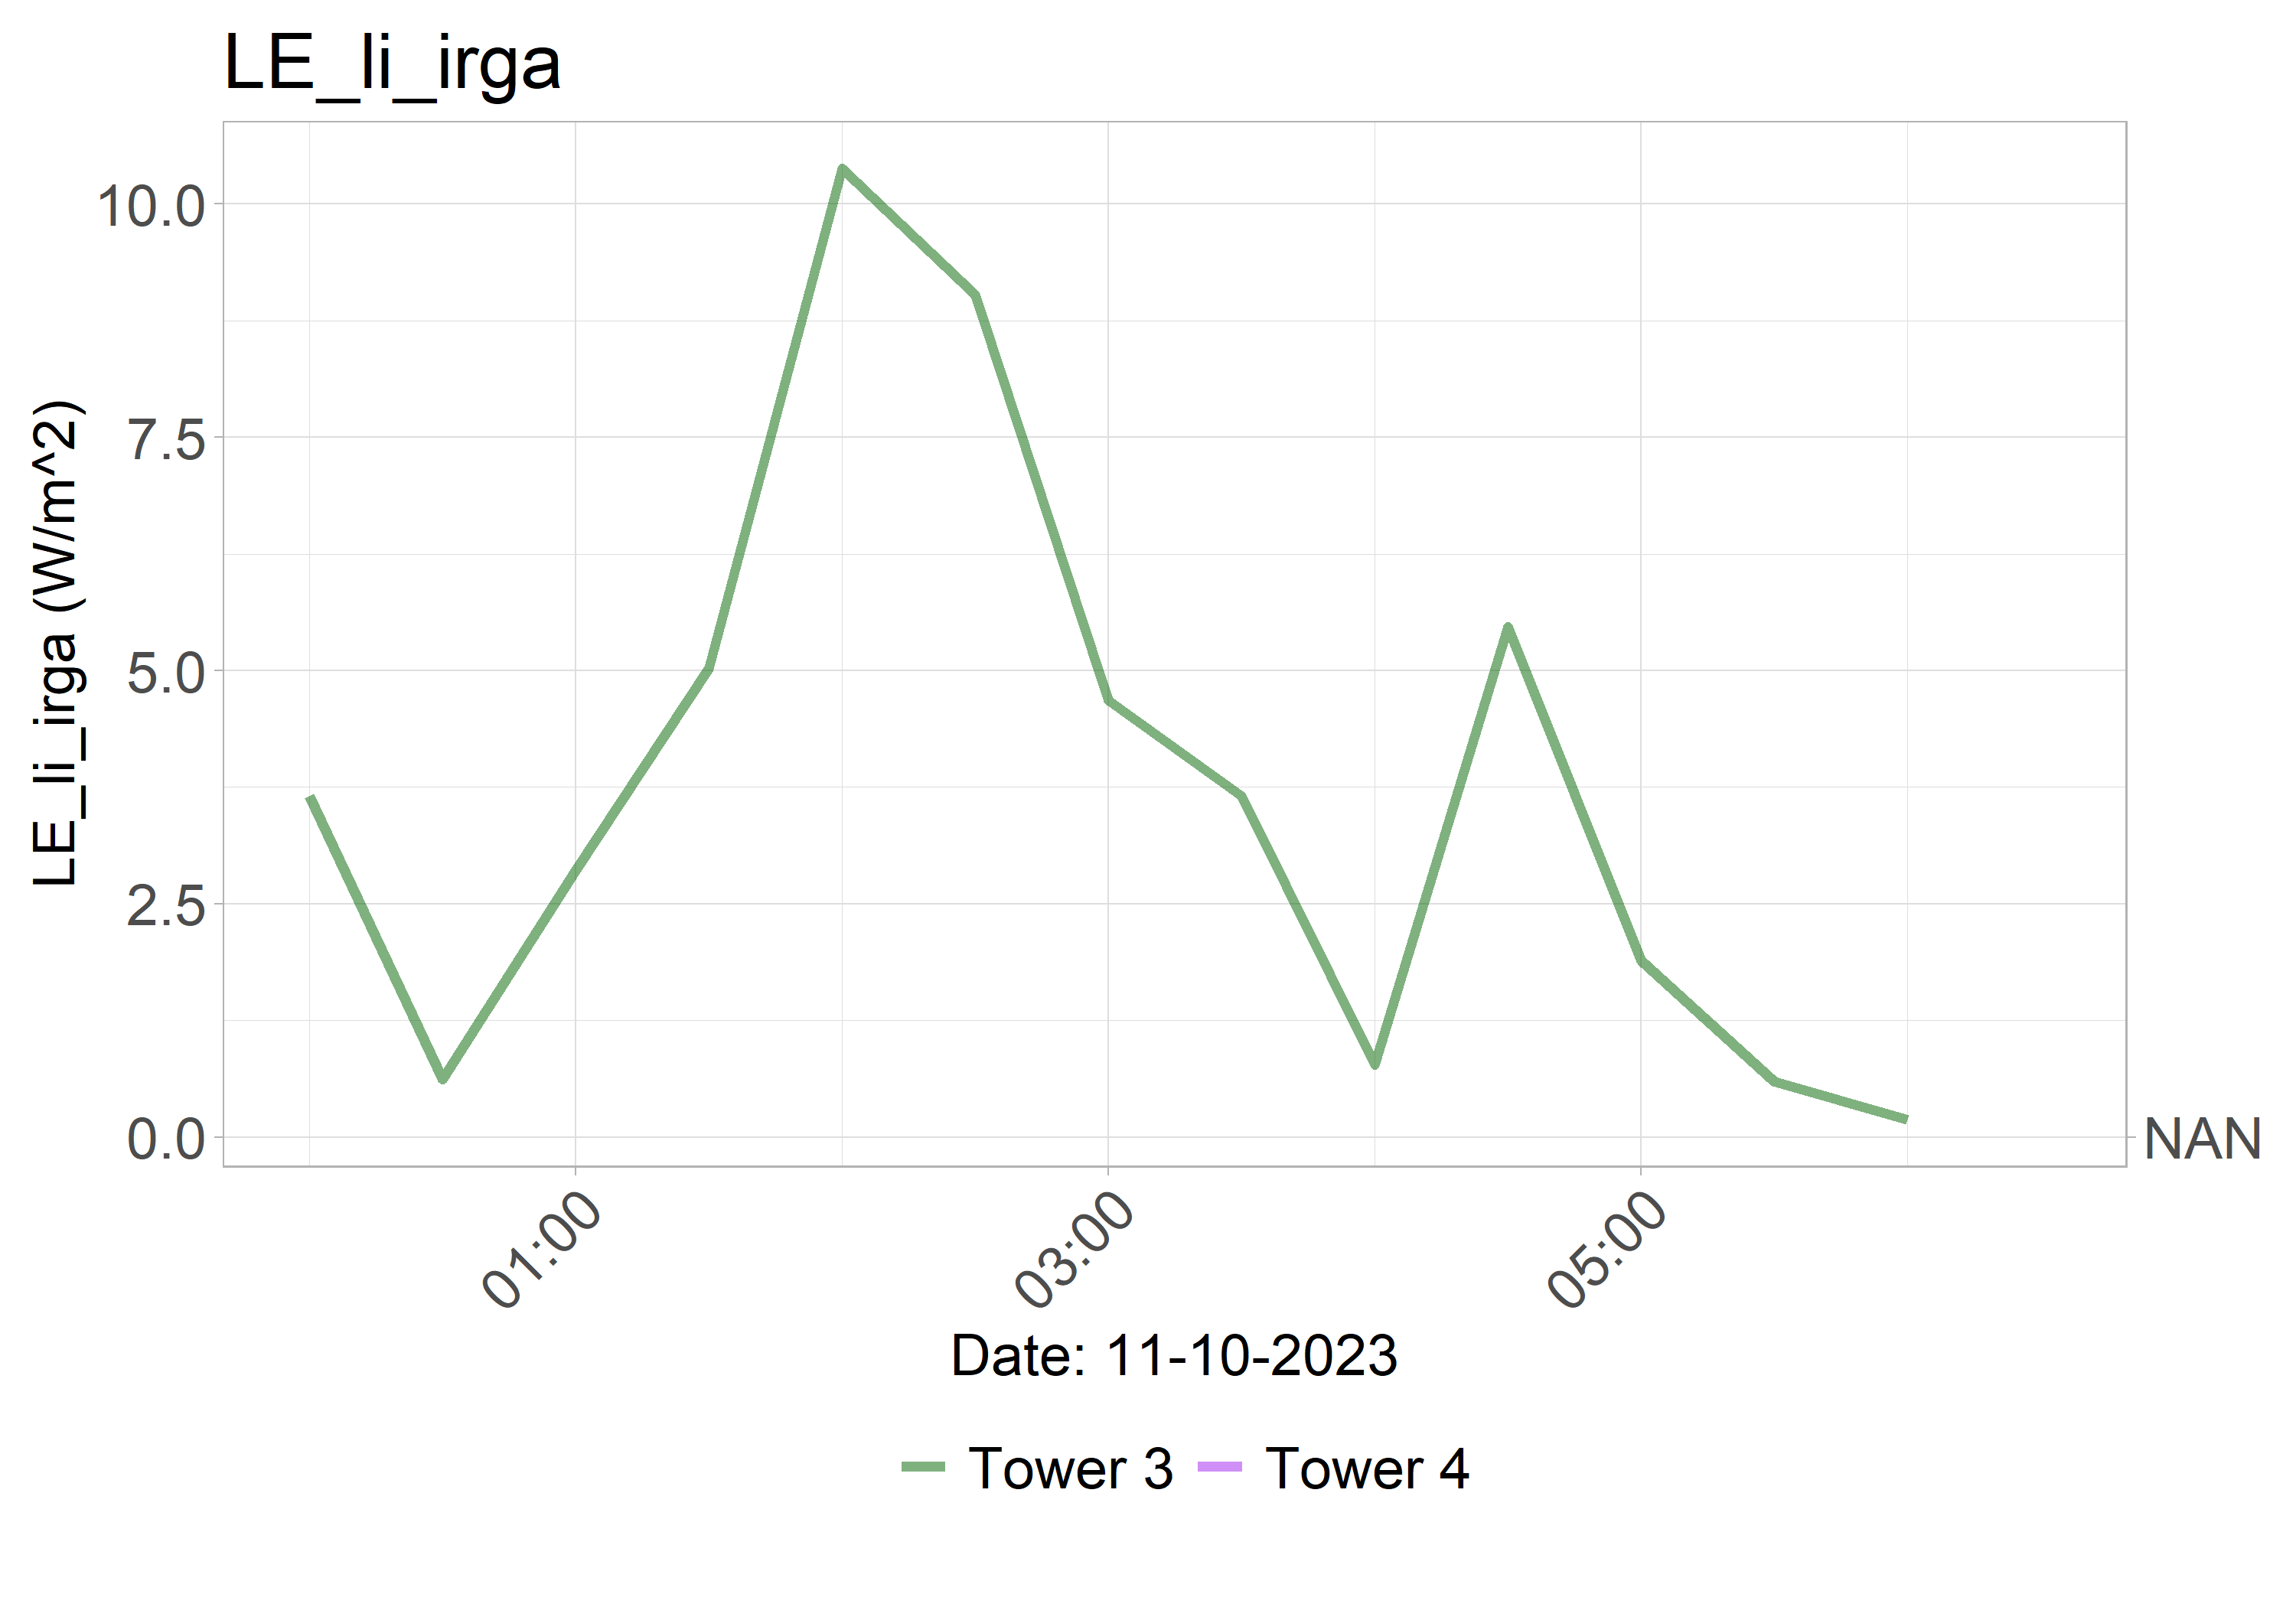 LE_li_irga
LE_li_irga (W/m^2)
10.0
7.5
5.0
2.5
0.0
NAN
01:00
03:00
05:00
Date: 11-10-2023
Tower 3
Tower 4